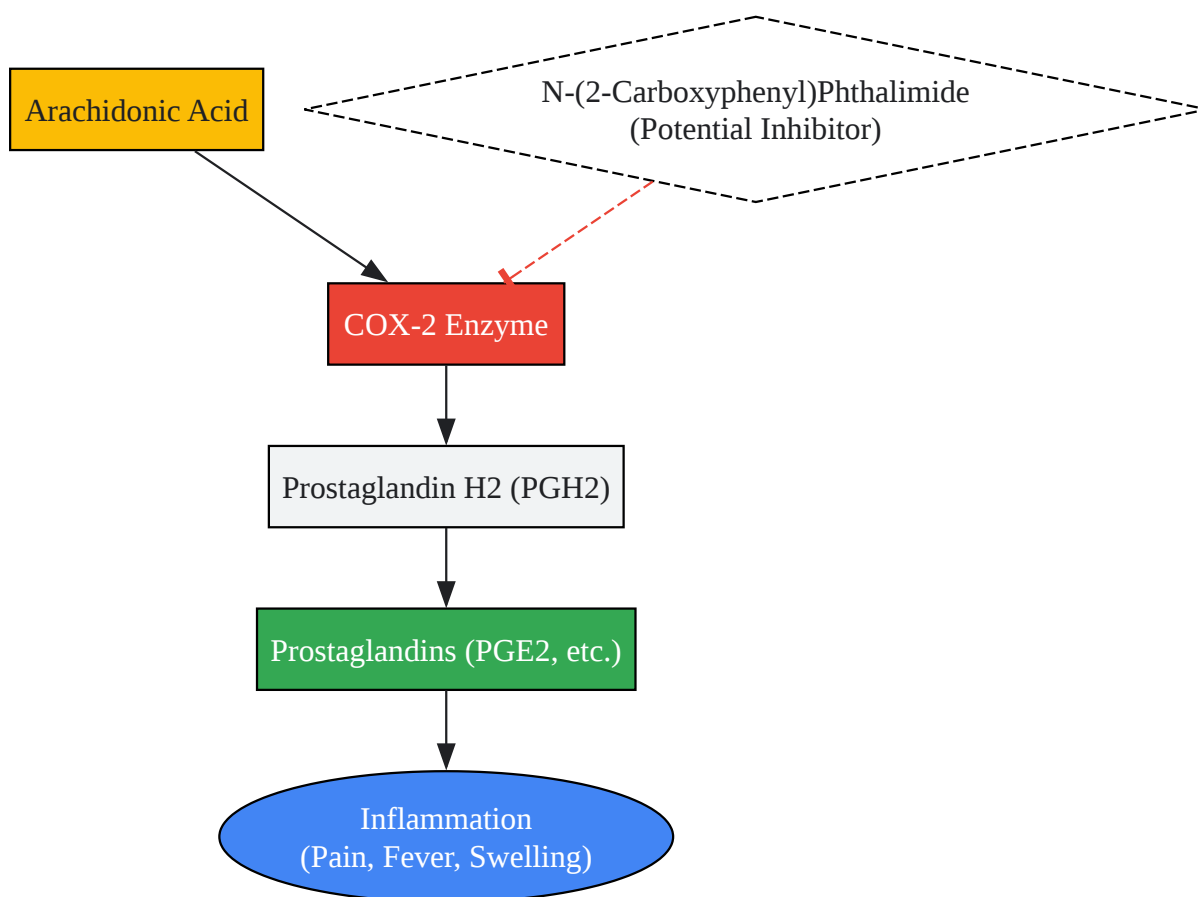 Arachidonic Acid
N-(2-Carboxyphenyl)Phthalimide
(Potential Inhibitor)
COX-2 Enzyme
Prostaglandin H2 (PGH2)
Prostaglandins (PGE2, etc.)
Inflammation
(Pain, Fever, Swelling)